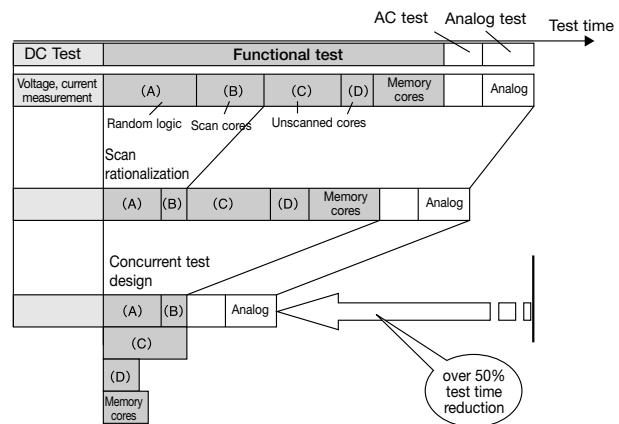 AC test Analog test
Test time
DC Test Functional test
Voltage, current
measurement
(A) (B) (C) (D) Memory
cores
Analog
Random logic Scan cores Unscanned cores
Scan
rationalization
(A) (B) (C) (D) Memory
cores
Analog
Concurrent test
design
(A) (B) Analog
(C)
(D)
Memory
cores
over 50%
test time
reduction